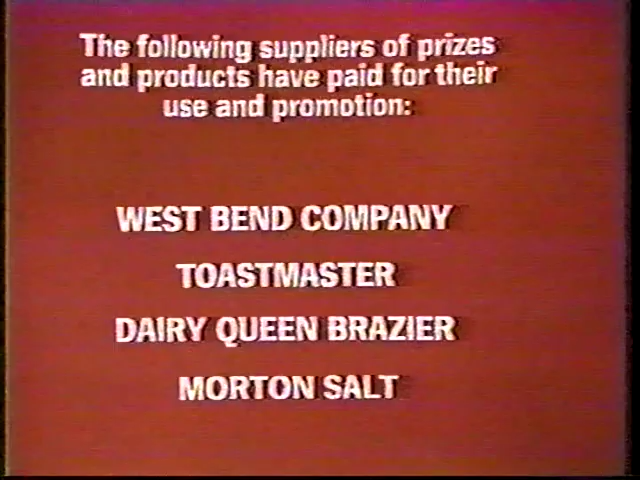 The following suppliers of prizes
and products have paid for their
use and promotion:
WEST BEND COMPANY
TOASTMASTER
DAIRY QUEEN BRAZIER
MORTON SALT